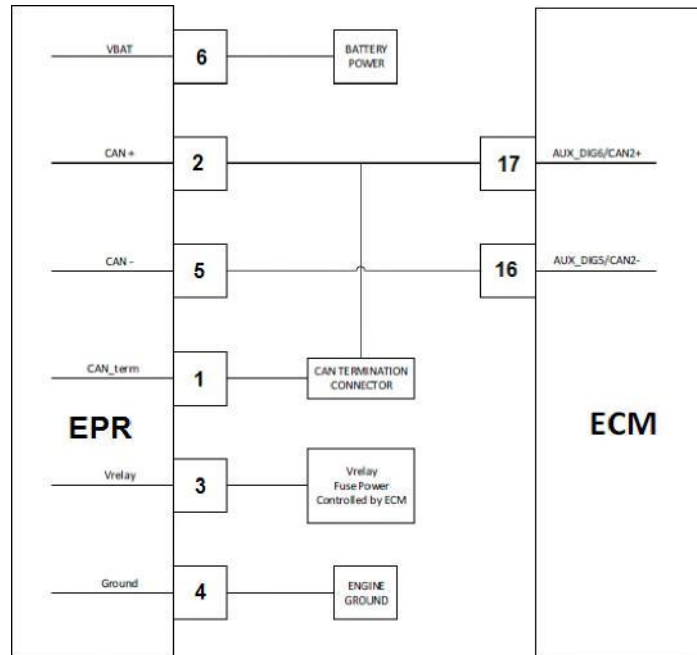 VBAT
6
BATTERY
POWER
CAN +
2
17
AUX_DIG6/CAN2+
CAN -
5
16
AUX_DIG5/CAN2-
CAN_term
1
CAN TERMINATION
CONNECTOR
EPR
ECM
Vrelay
3
Vrelay
Fuse Power
Controlled by ECM
Ground
4
ENGINE
GROUND